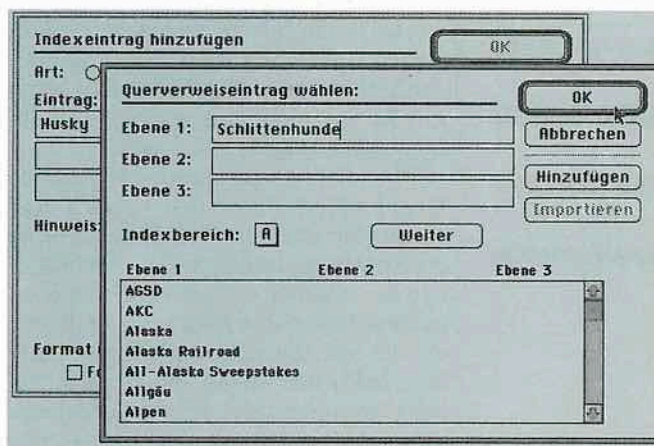 Indexeintrag hinzufügen
OK
Art:
Eintrag:
Husky
Hinweis:
Format
Querverweiseintrag wählen:
OK
Abbrechen
Ebene 1: Schlittenhunde
Ebene 2:
Ebene 3:
Hinzufügen
Importieren
Indexbereich: A
Weiter
Ebene 1 Ebene 2 Ebene 3
AGSD
AKC
Alaska
Alaska Railroad
All-Alaska Sweepstakes
Allgäu
Alpen